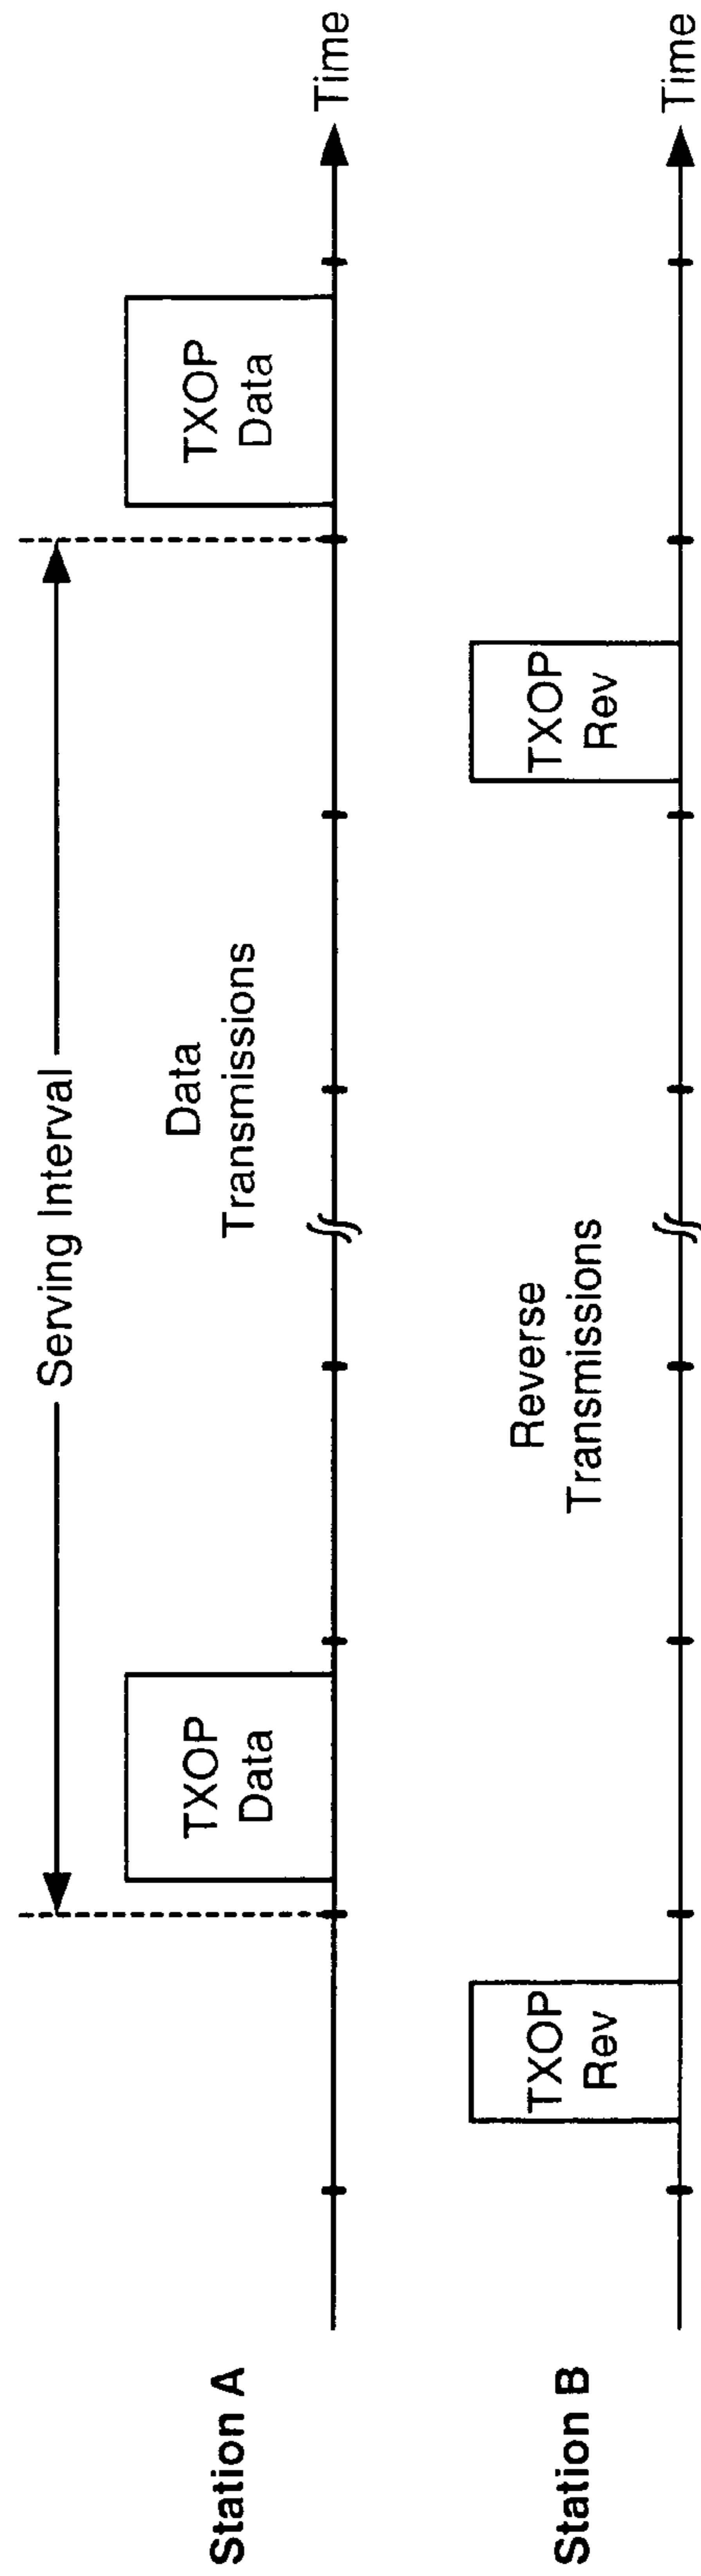 Serving Interval
Station A
TXOP
Data
Data
Transmissions
TXOP
Data
Time
Station B
TXOP
Rev
Reverse
Transmissions
TXOP
Rev
Time